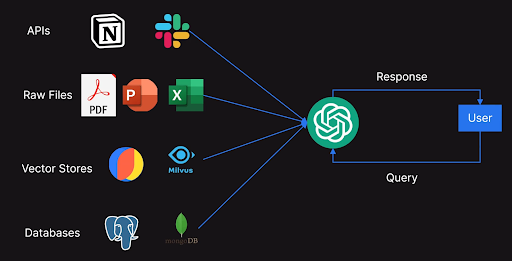 APIs
N
Response
Raw Files
PDF
P
X
User
Vector Stores
Milvus
Query
Databases
mongoDB